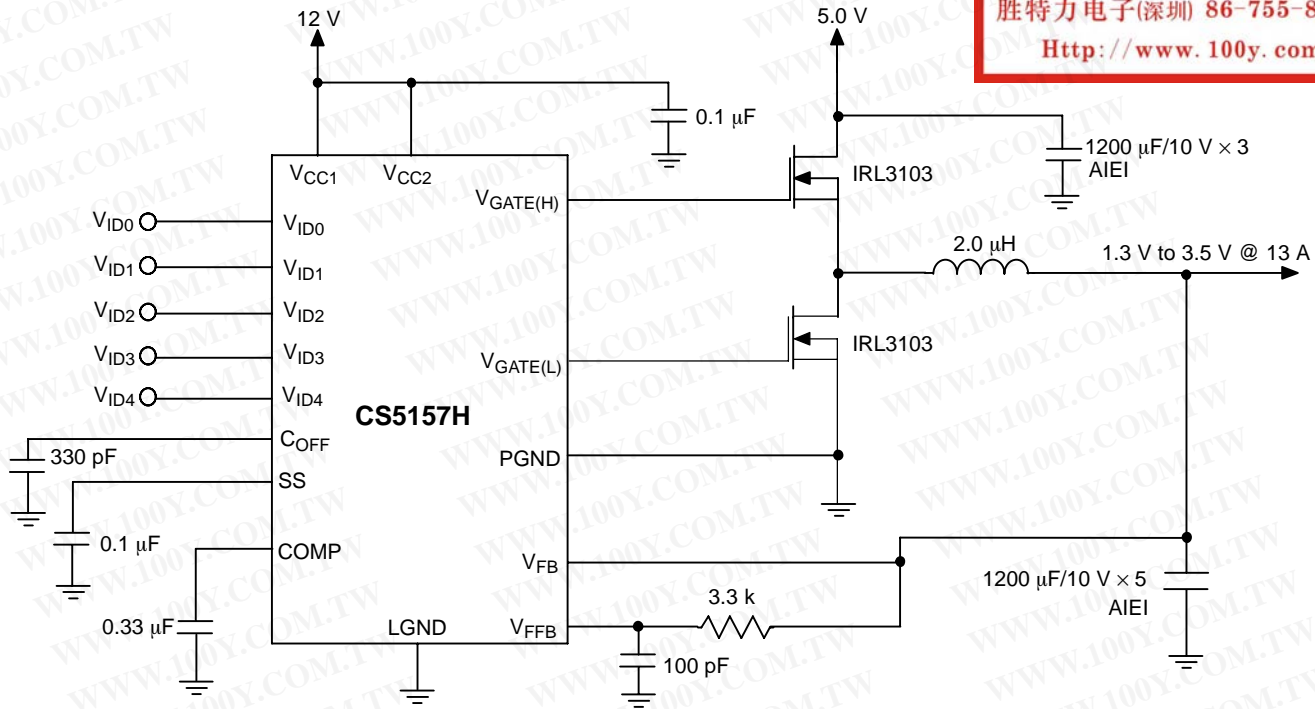 胜特力电子(深圳) 86-755-8
Http://www.100y.com
12 V
5.0 V
0.1 μF
1200 μF/10 V × 3
AIEI
VCC1
VCC2
VGATE(H)
IRL3103
VID0
VID0
VID1
VID1
VID2
VID2
VID3
VID3
VID4
VID4
2.0 μH
1.3 V to 3.5 V @ 13 A
VGATE(L)
IRL3103
CS5157H
COFF
330 pF
PGND
SS
0.1 μF
COMP
VFB
1200 μF/10 V × 5
AIEI
3.3 k
0.33 μF
LGND
VFFB
100 pF
WWW.100Y.COM.TW